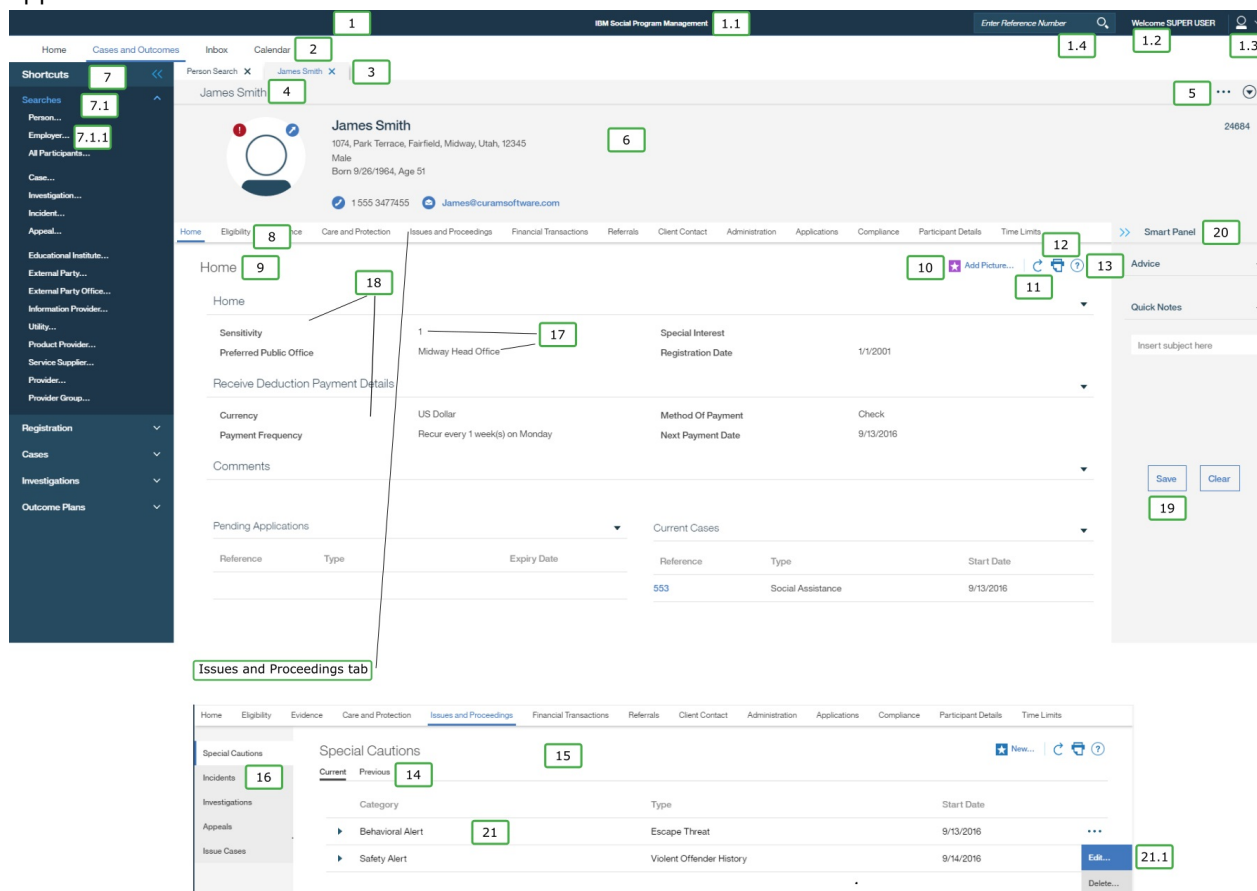 1 IBM Social Program Management 1.1 Enter Reference Number Welcome SUPER USER
1.4 1.2 1.3
Home Cases and Outcomes Inbox Calendar 2
Shortcuts 7 Person Search X James Smith X 3
James Smith 4 5
Searches 7.1
Person...
Employer... 7.1.1
All Participants...
Case...
Investigation...
Incident...
Appeal...
Educational Institute...
External Party...
External Party Office...
Information Provider...
Utility...
Product Provider...
Service Supplier...
Provider...
Provider Group...
Registration
Cases
Investigations
Outcome Plans
James Smith 6 24684
1074, Park Terrace, Fairfield, Midway, Utah, 12345
Male
Born 9/26/1964, Age 51
1 555 3477455 James@curamsoftware.com
Home Eligibility 8 Care and Protection Issues and Proceedings Financial Transactions Referrals Client Contact Administration Applications Compliance Participant Details Time Limits
12
Home 9 10 Add Picture... 13
18 11
Home
Sensitivity 1 17 Special Interest
Preferred Public Office Midway Head Office Registration Date 1/1/2001
Receive Deduction Payment Details
Currency US Dollar Method Of Payment Check
Payment Frequency Recur every 1 week(s) on Monday Next Payment Date 9/13/2016
Comments
Pending Applications Current Cases
Reference Type Expiry Date Reference Type Start Date
553 Social Assistance 9/13/2016
Smart Panel 20
Advice
Quick Notes
Insert subject here
Save Clear
19
Issues and Proceedings tab
Home Eligibility Evidence Care and Protection Issues and Proceedings Financial Transactions Referrals Client Contact Administration Applications Compliance Participant Details Time Limits
Special Cautions
Incidents 16
Investigations
Appeals
Issue Cases
Special Cautions 15 New...
Current Previous 14
Category Type Start Date
Behavioral Alert 21 Escape Threat 9/13/2016
Safety Alert Violent Offender History 9/14/2016
Edit... 21.1
Delete...